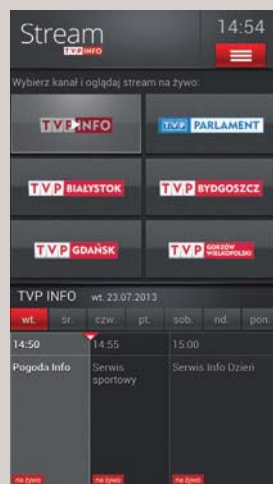 Stream
TVP INFO
14:54
Wybierz kanał i oglądaj stream na żywo:
TVP INFO
TVP PARLAMENT
TVP BIAŁYSTOK
TVP BYDGOSZCZ
TVP GDAŃSK
TVP GORZÓW WIELKOPOLSKI
TVP INFO wt. 23.07.2013
wt. śr. czw. pt. sob. nd. pon.
14:50 14:55 15:00
Pogoda Info Serwis sportowy Serwis Info Dzień
na żywo na żywo na żywo